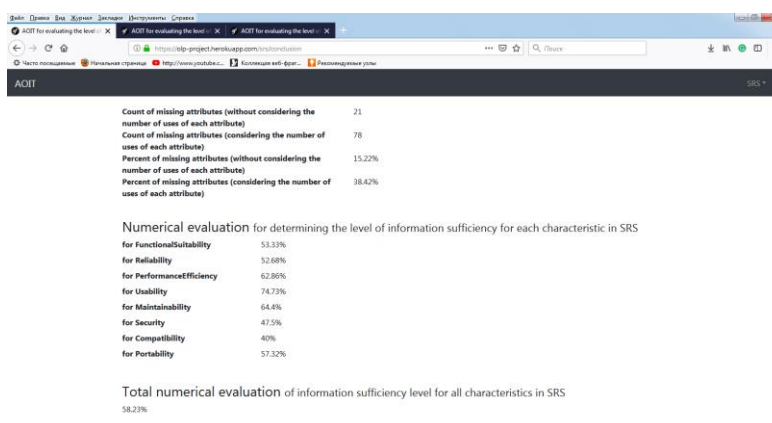 Файл Правка Вид Журнал Закладки Инструменты Справка
AOIT for evaluating the level o
AOIT for evaluating the level o
AOIT for evaluating the level o
https://olp-project.herokuapp.com/srs/conclusion
Поиск
Часто посещаемые
Начальная страница
http://www.youtube.c...
Коллекция веб-фраг...
Рекомендуемые узлы
AOIT
SRS
Count of missing attributes (without considering the 21
number of uses of each attribute)
Count of missing attributes (considering the number of 78
uses of each attribute)
Percent of missing attributes (without considering the 15.22%
number of uses of each attribute)
Percent of missing attributes (considering the number of 38.42%
uses of each attribute)
Numerical evaluation for determining the level of information sufficiency for each characteristic in SRS
for FunctionalSuitability 53.33%
for Reliability 52.68%
for PerformanceEfficiency 62.86%
for Usability 74.73%
for Maintainability 64.4%
for Security 47.5%
for Compatibility 40%
for Portability 57.32%
Total numerical evaluation of information sufficiency level for all characteristics in SRS
58.23%